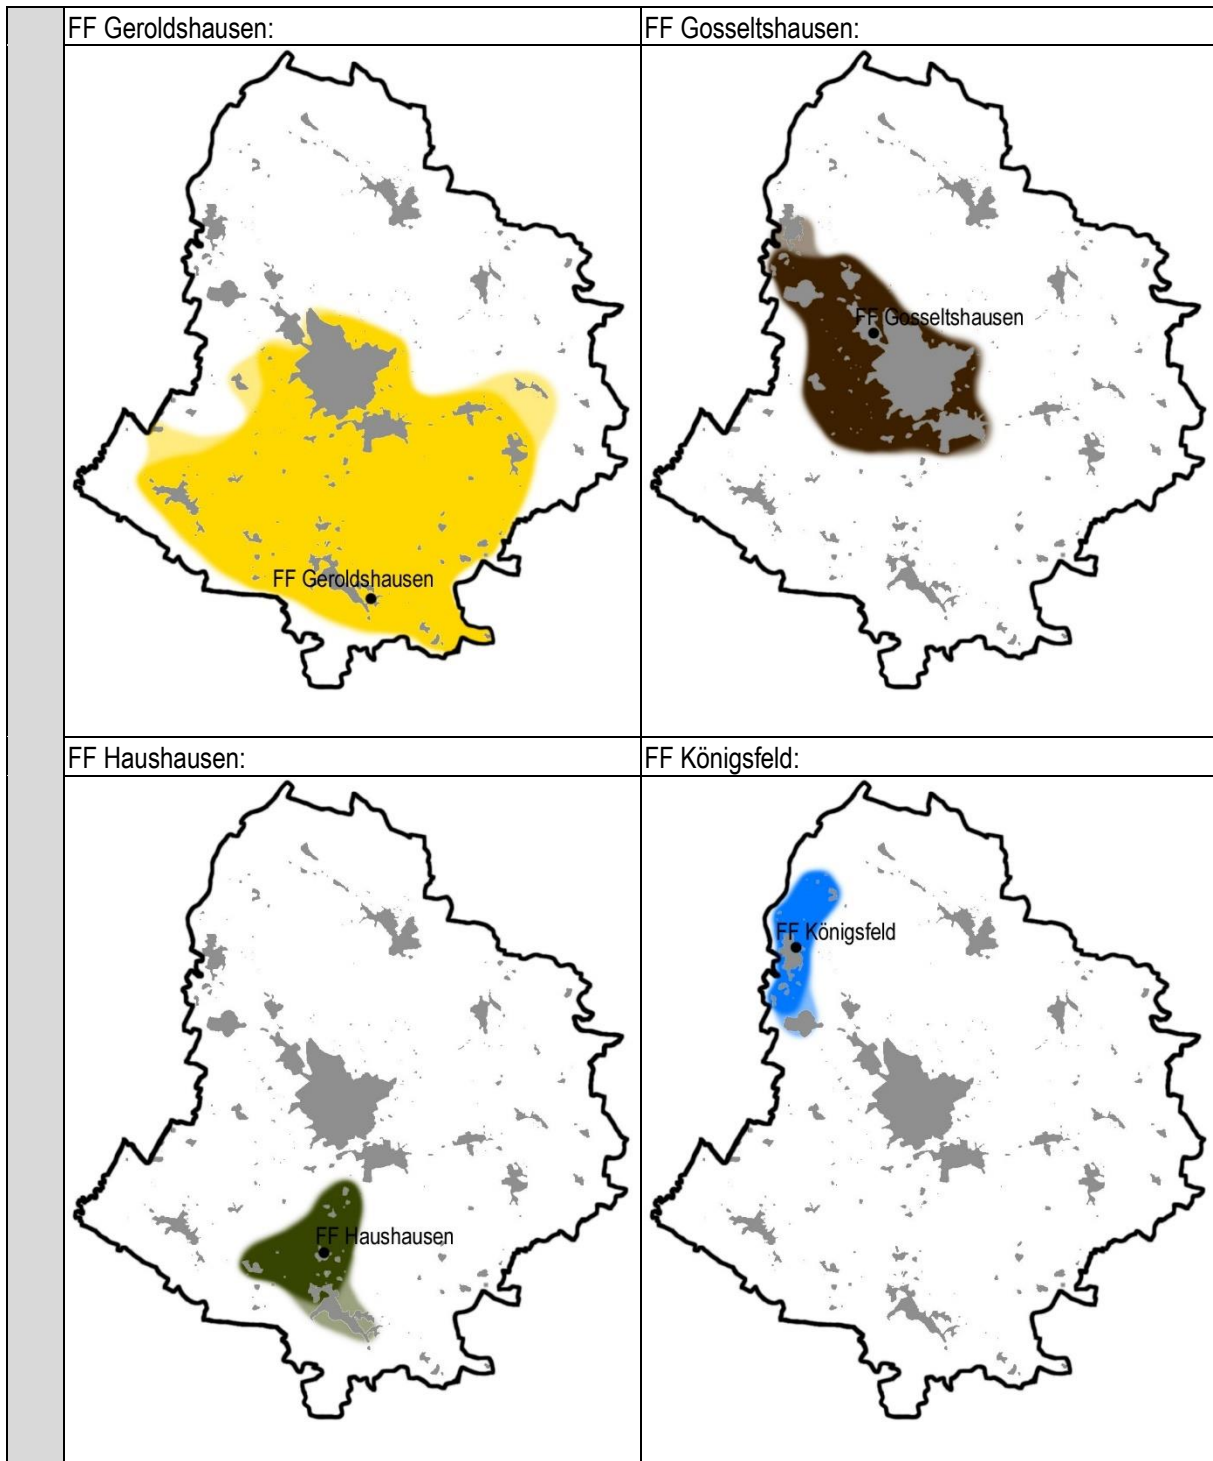 FF Geroldshausen:
FF Gosseltshausen:
FF Geroldshausen
FF Gosseltshausen
FF Haushausen:
FF Königsfeld:
FF Haushausen
FF Königsfeld